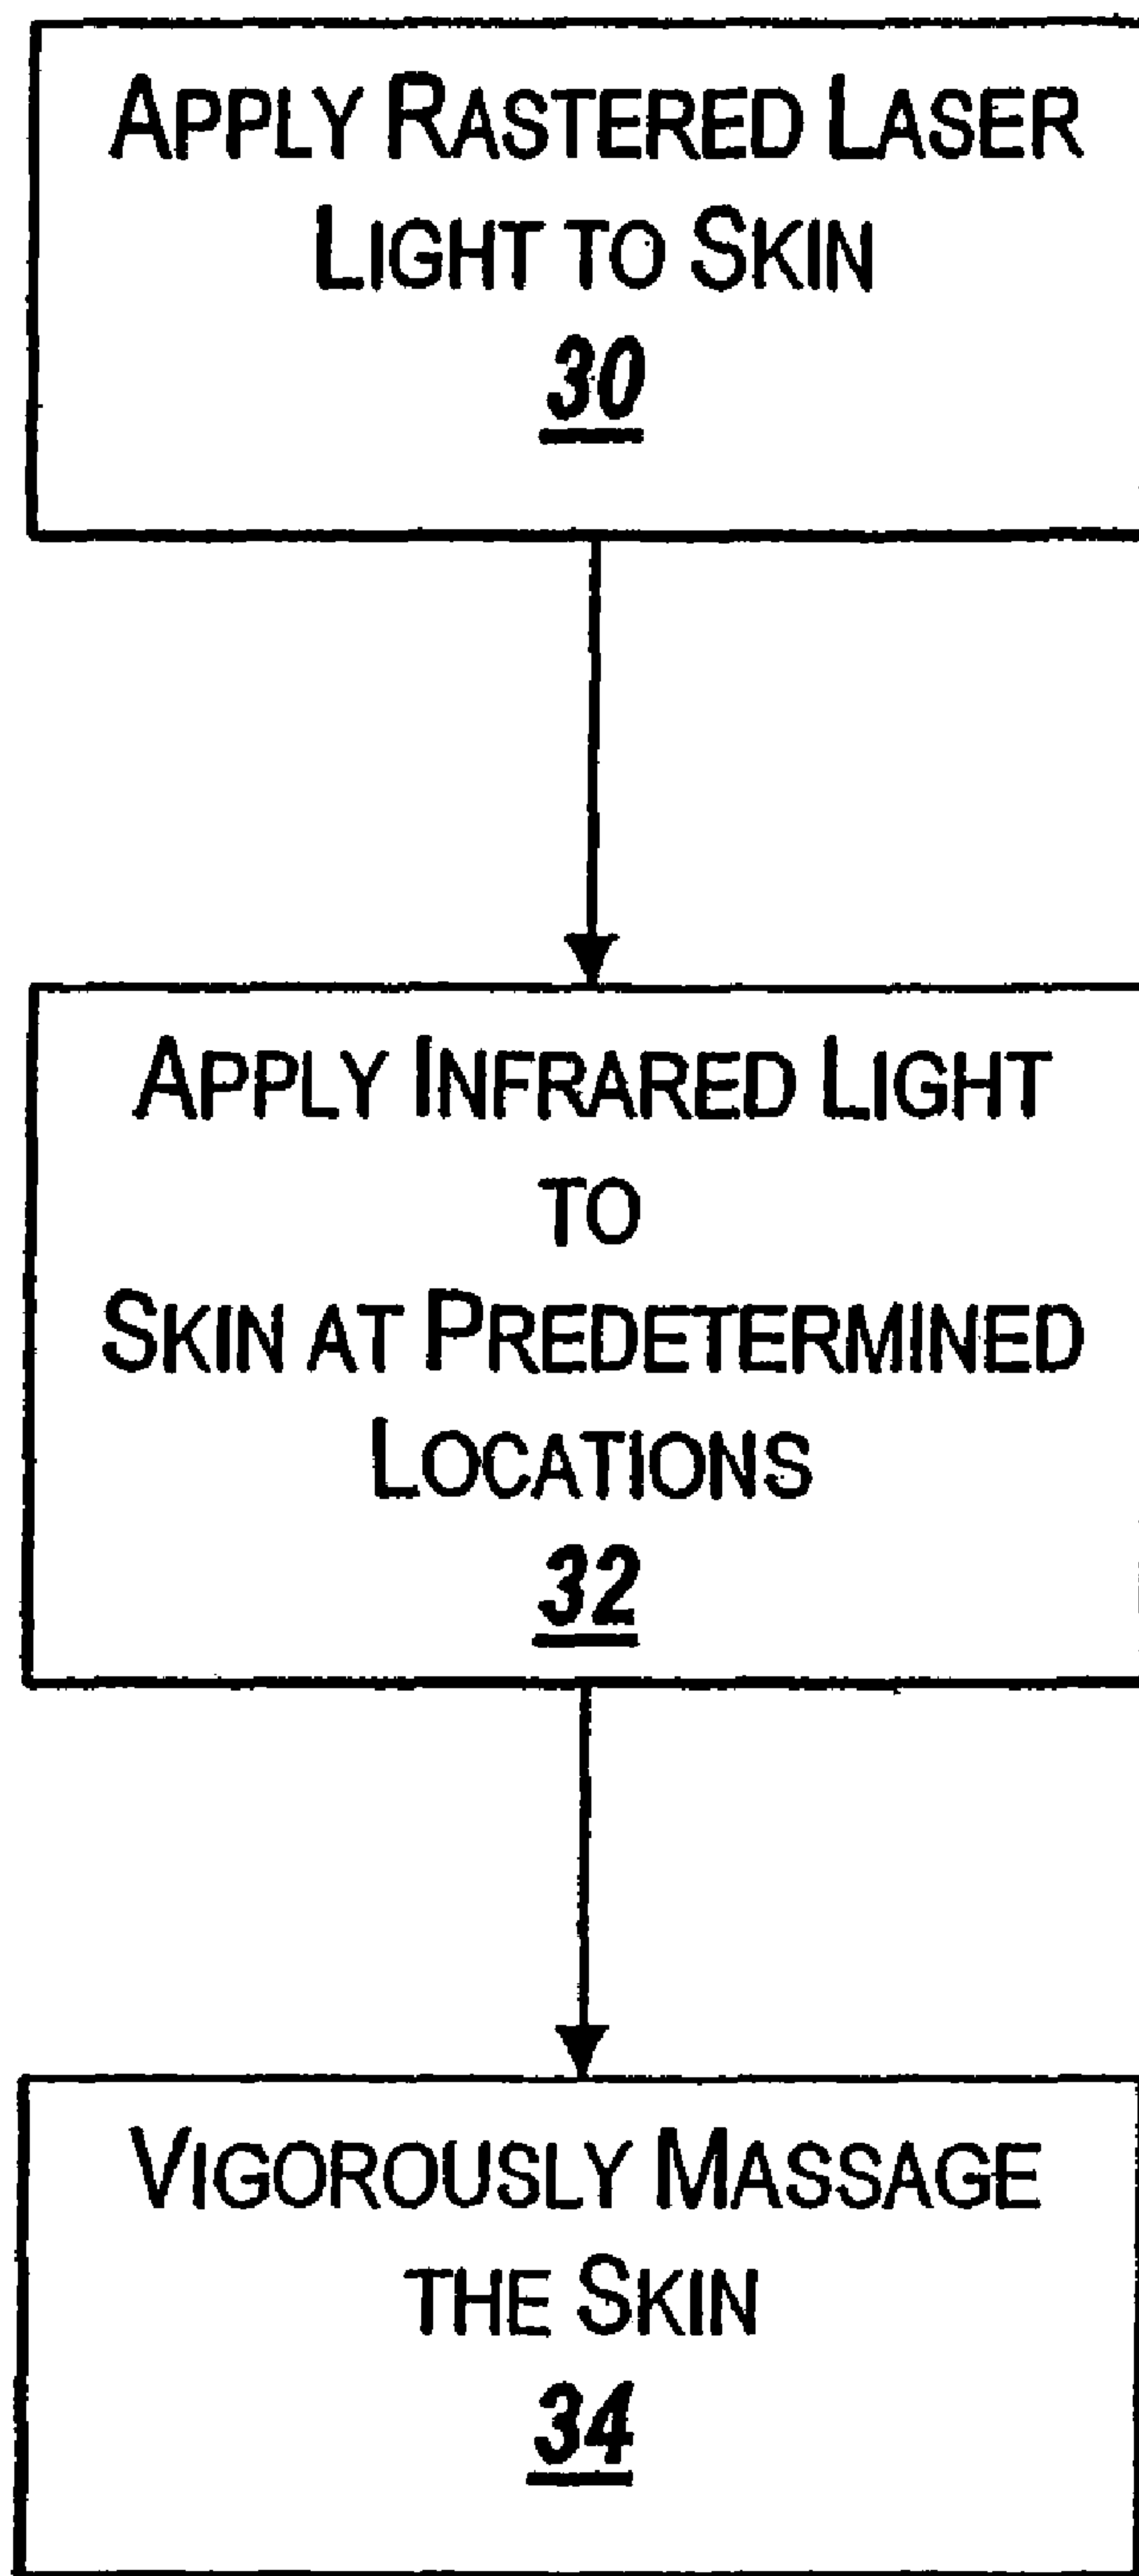 APPLY RASTERED LASER
LIGHT TO SKIN
30
APPLY INFRARED LIGHT
TO
SKIN AT PREDETERMINED
LOCATIONS
32
VIGOROUSLY MASSAGE
THE SKIN
34